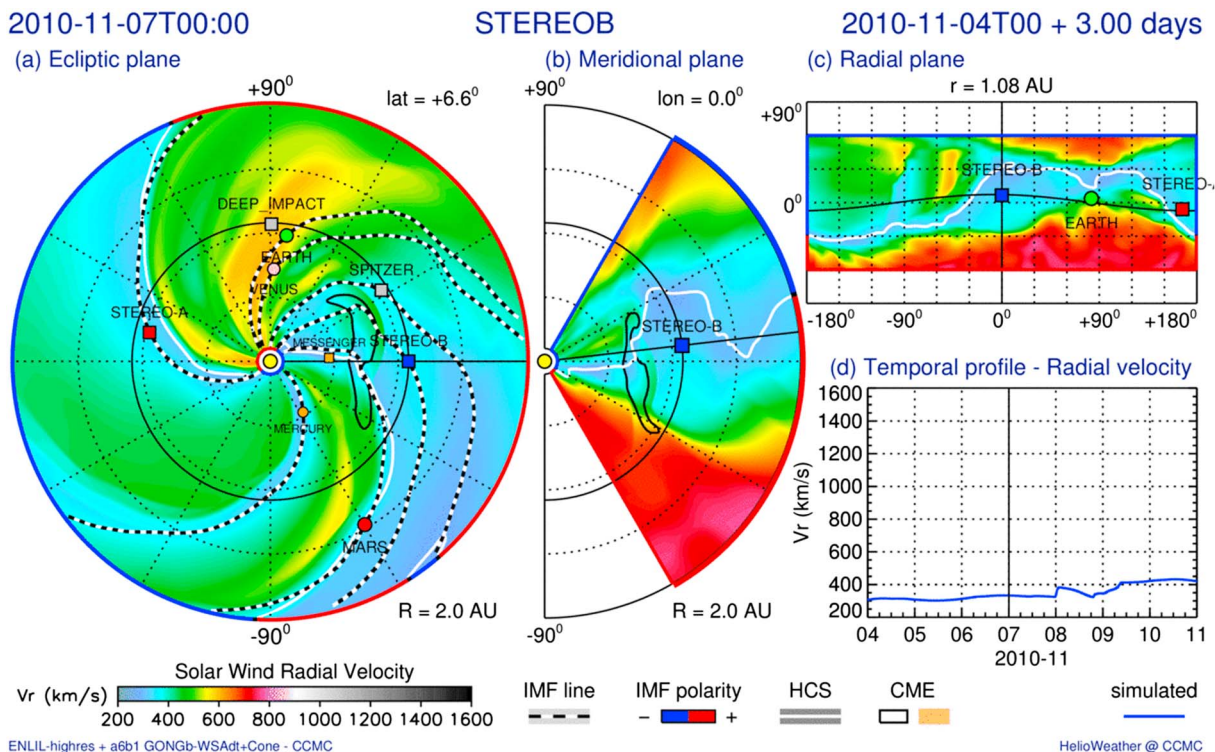 2010-11-07T00:00 STEREOB 2010-11-04T00 + 3.00 days
(a) Ecliptic plane (b) Meridional plane (c) Radial plane
+90⁰ lat = +6.6⁰ +90⁰ lon = 0.0⁰ r = 1.08 AU
+90⁰
0⁰
STEREO-B
EARTH
STEREO-A
-180⁰ -90⁰ 0⁰ +90⁰ +180⁰
DEEP_IMPACT
EARTH
VENUS
SPITZER
STEREO-A
MESSENGER
STEREO-B
MERCURY
MARS
-90⁰
R = 2.0 AU
STEREO-B
-90⁰
R = 2.0 AU
(d) Temporal profile - Radial velocity
Vr (km/s)
1600
1400
1200
1000
800
600
400
200
04 05 06 07 08 09 10 11
2010-11
Solar Wind Radial Velocity
Vr (km/s)
200 400 600 800 1000 1200 1400 1600
IMF line
IMF polarity
- +
HCS
CME
simulated
ENLIL-highres + a6b1 GONGb-WSAdt+Cone - CCMC
HelioWeather @ CCMC